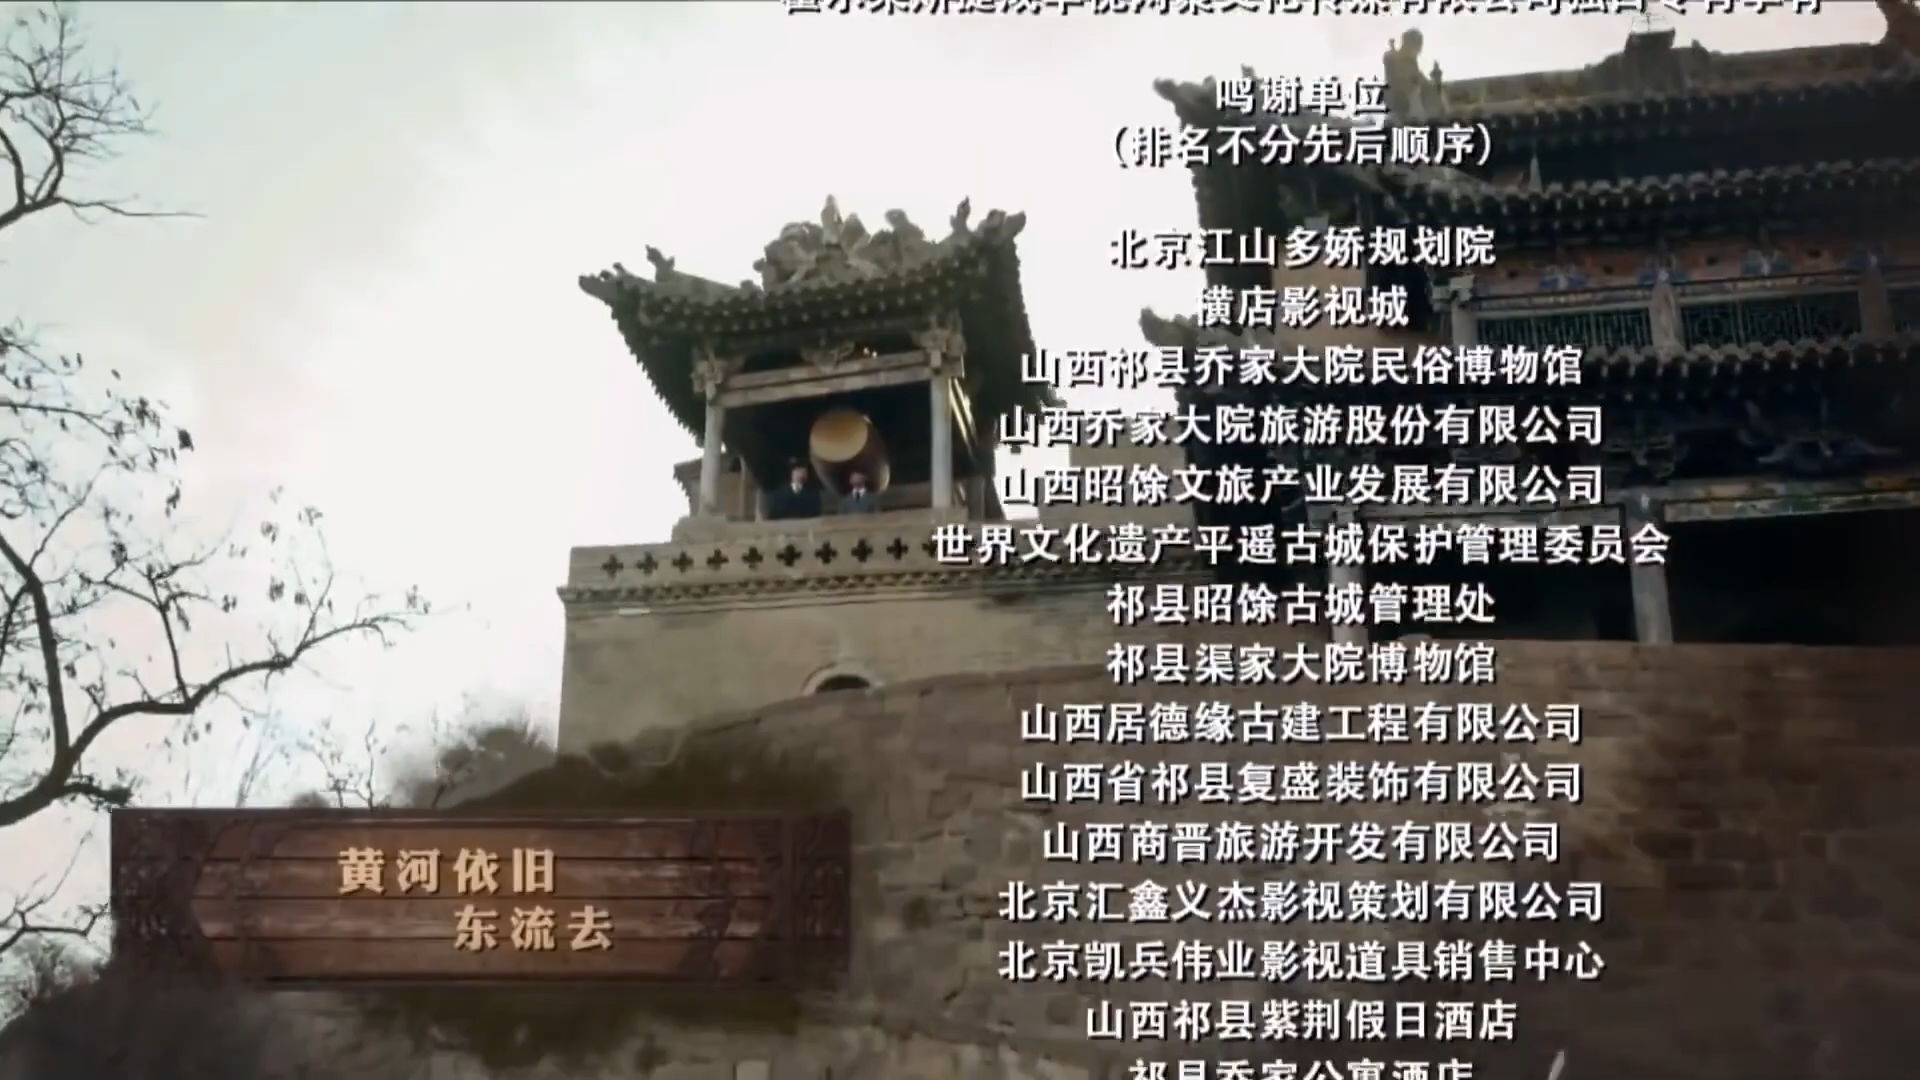 鸣谢单位
（排名不分先后顺序）
北京江山多娇规划院
横店影视城
山西祁县乔家大院民俗博物馆
山西乔家大院旅游股份有限公司
山西昭馀文旅产业发展有限公司
世界文化遗产平遥古城保护管理委员会
祁县昭馀古城管理处
祁县渠家大院博物馆
山西居德缘古建工程有限公司
山西省祁县复盛装饰有限公司
山西商晋旅游开发有限公司
北京汇鑫义杰影视策划有限公司
北京凯兵伟业影视道具销售中心
山西祁县紫荆假日酒店
祁县乔家公寓酒店
黄河依旧
东流去